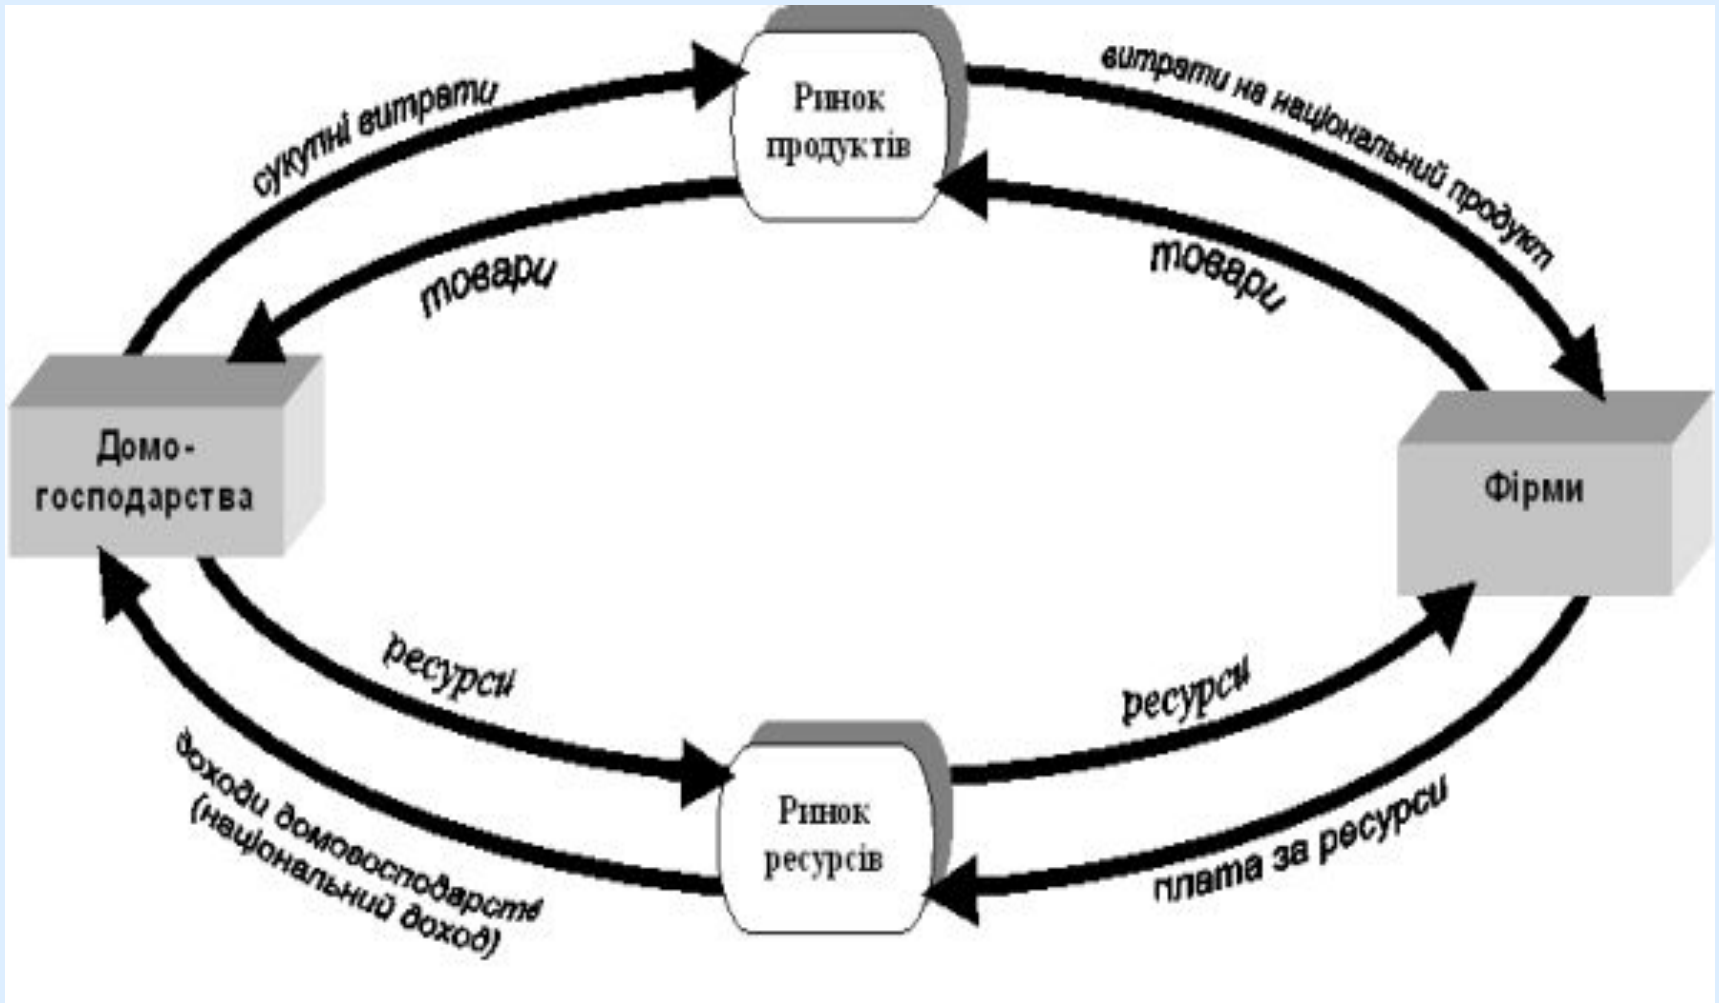 сукупні витрати
Ринок
продуктів
витрати на національний продукт
товари
товари
Домо-
господарства
Фірми
ресурси
ресурси
доходи домовосподарств
(національний доход)
Ринок
ресурсів
плата за ресурси